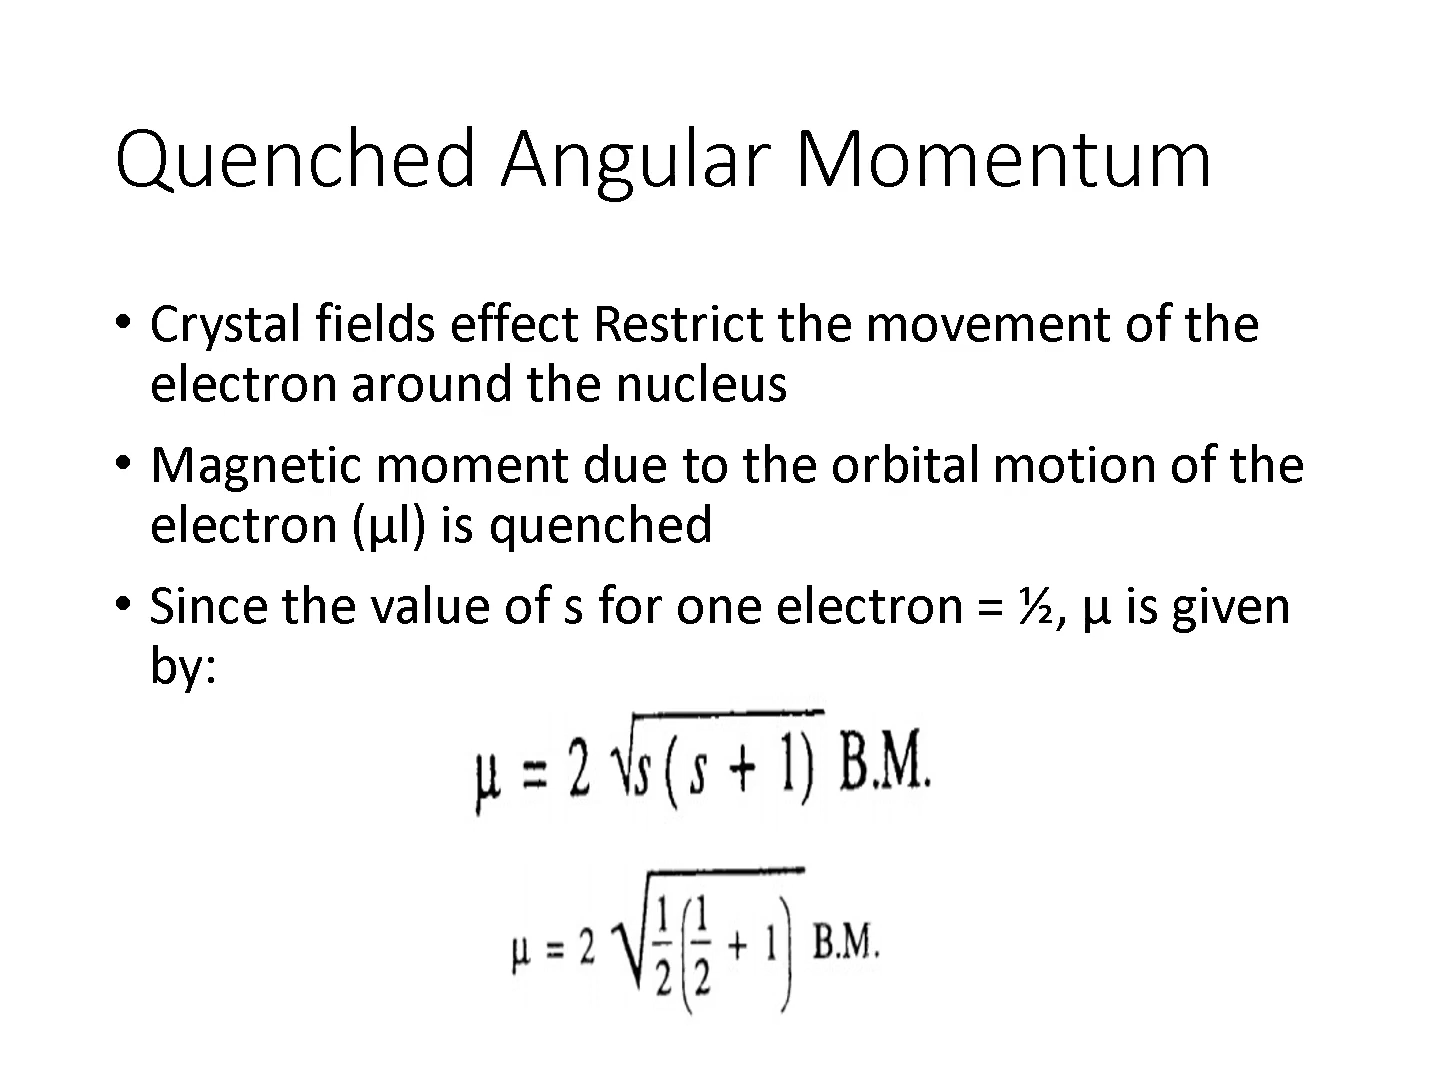 Quenched Angular Momentum
• Crystal fields effect Restrict the movement of the
electron around the nucleus
• Magnetic moment due to the orbital motion of the
electron (μl) is quenched
• Since the value of s for one electron = ½, μ is given
by:
μ = 2 √s(s + 1) B.M.
μ = 2 √1/2(1/2 + 1) B.M.